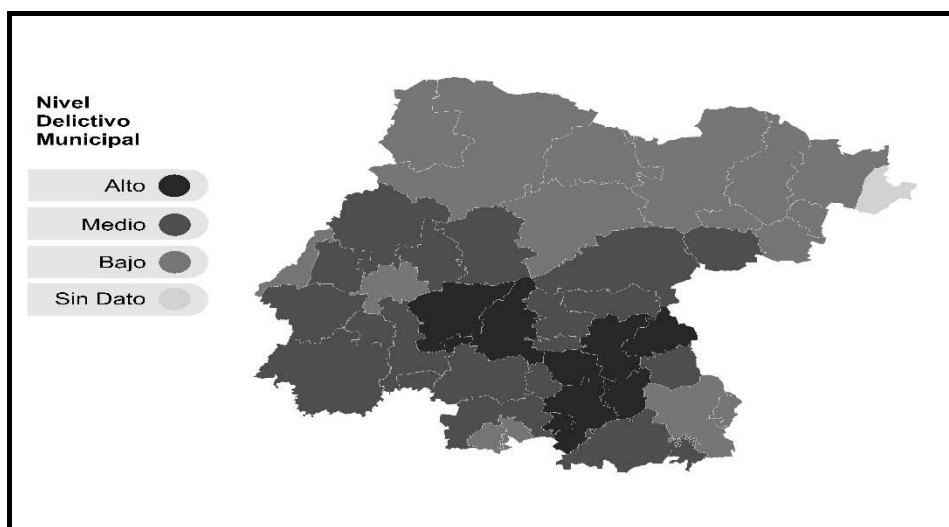 Nivel
Delictivo
Municipal
Alto
Medio
Bajo
Sin Dato